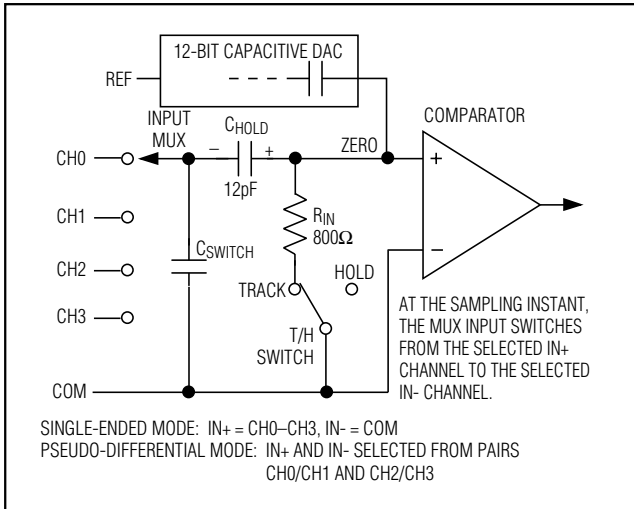 12-BIT CAPACITIVE DAC
REF
COMPARATOR
INPUT
MUX
CHOLD
– +
ZERO
+
CH0
12pF
RIN
800Ω
CH1
CSWITCH
–
HOLD
CH2
TRACK
CH3
T/H
SWITCH
AT THE SAMPLING INSTANT,
THE MUX INPUT SWITCHES
FROM THE SELECTED IN+
CHANNEL TO THE SELECTED
IN- CHANNEL.
COM
SINGLE-ENDED MODE: IN+ = CH0–CH3, IN- = COM
PSEUDO-DIFFERENTIAL MODE: IN+ AND IN- SELECTED FROM PAIRS
CH0/CH1 AND CH2/CH3